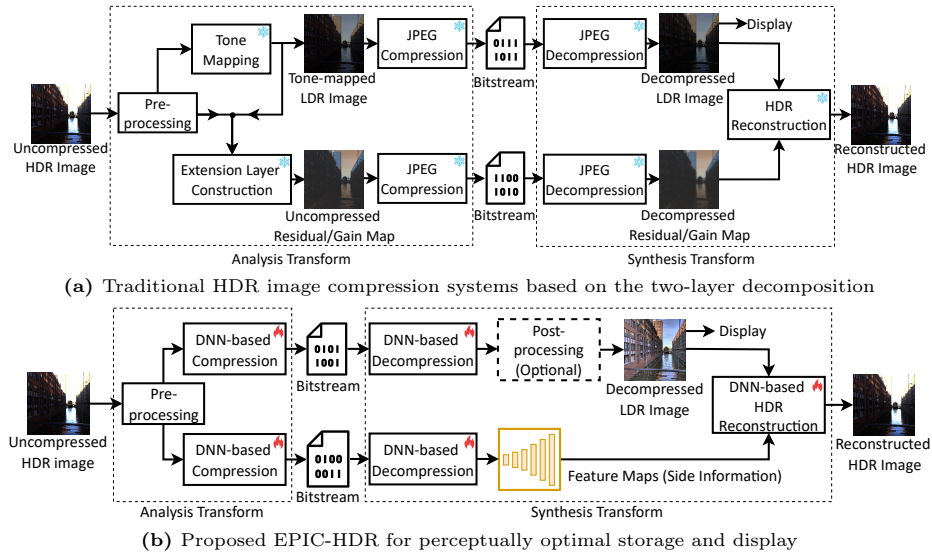 Uncompressed
HDR Image
Pre-
processing
Tone
Mapping
Extension Layer
Construction
Tone-mapped
LDR Image
Uncompressed
Residual/Gain Map
JPEG
Compression
JPEG
Compression
Analysis Transform
0111
1011
Bitstream
1100
1010
Bitstream
JPEG
Decompression
JPEG
Decompression
Display
Decompressed
LDR Image
Decompressed
Residual/Gain Map
HDR
Reconstruction
Synthesis Transform
Reconstructed
HDR Image
(a) Traditional HDR image compression systems based on the two-layer decomposition
Uncompressed
HDR image
Pre-
processing
DNN-based
Compression
DNN-based
Compression
Analysis Transform
0101
1001
Bitstream
0100
0011
Bitstream
DNN-based
Decompression
DNN-based
Decompression
Post-
processing
(Optional)
Display
Decompressed
LDR Image
Feature Maps (Side Information)
DNN-based
HDR
Reconstruction
Synthesis Transform
Reconstructed
HDR Image
(b) Proposed EPIC-HDR for perceptually optimal storage and display